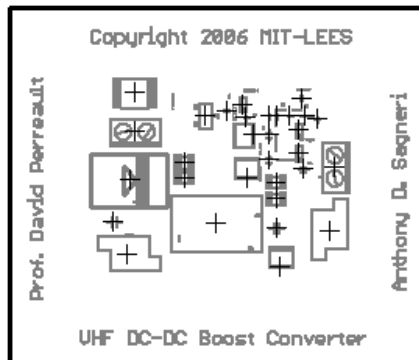 Copyright 2006 MIT-LEES
Prof. David Perreault
Anthony D. Sagneri
VHF DC-DC Boost Converter